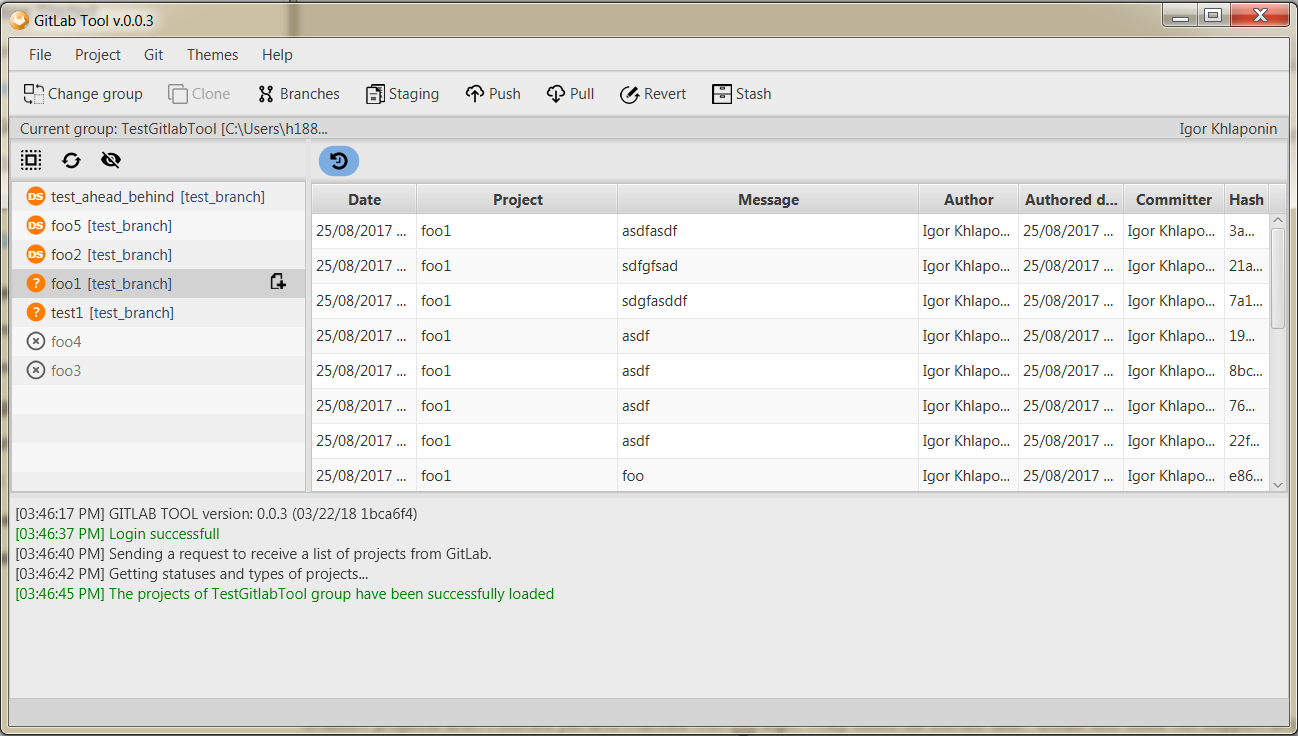 GitLab Tool v.0.0.3
File Project Git Themes Help
Change group Clone Branches Staging Push Pull Revert Stash
Current group: TestGitlabTool [C:\Users\h188... Igor Khlaponin
DS test_ahead_behind [test_branch]
DS foo5 [test_branch]
DS foo2 [test_branch]
? foo1 [test_branch]
? test1 [test_branch]
foo4
foo3
Date Project Message Author Authored d... Committer Hash
25/08/2017 ... foo1 asdfasdf Igor Khlapo... 25/08/2017 ... Igor Khlapo... 3a...
25/08/2017 ... foo1 sdfgfsad Igor Khlapo... 25/08/2017 ... Igor Khlapo... 21a...
25/08/2017 ... foo1 sdgfasddf Igor Khlapo... 25/08/2017 ... Igor Khlapo... 7a1...
25/08/2017 ... foo1 asdf Igor Khlapo... 25/08/2017 ... Igor Khlapo... 19...
25/08/2017 ... foo1 asdf Igor Khlapo... 25/08/2017 ... Igor Khlapo... 8bc...
25/08/2017 ... foo1 asdf Igor Khlapo... 25/08/2017 ... Igor Khlapo... 76...
25/08/2017 ... foo1 asdf Igor Khlapo... 25/08/2017 ... Igor Khlapo... 22f...
25/08/2017 ... foo1 foo Igor Khlapo... 25/08/2017 ... Igor Khlapo... e86...
[03:46:17 PM] GITLAB TOOL version: 0.0.3 (03/22/18 1bca6f4)
[03:46:37 PM] Login successfull
[03:46:40 PM] Sending a request to receive a list of projects from GitLab.
[03:46:42 PM] Getting statuses and types of projects...
[03:46:45 PM] The projects of TestGitlabTool group have been successfully loaded